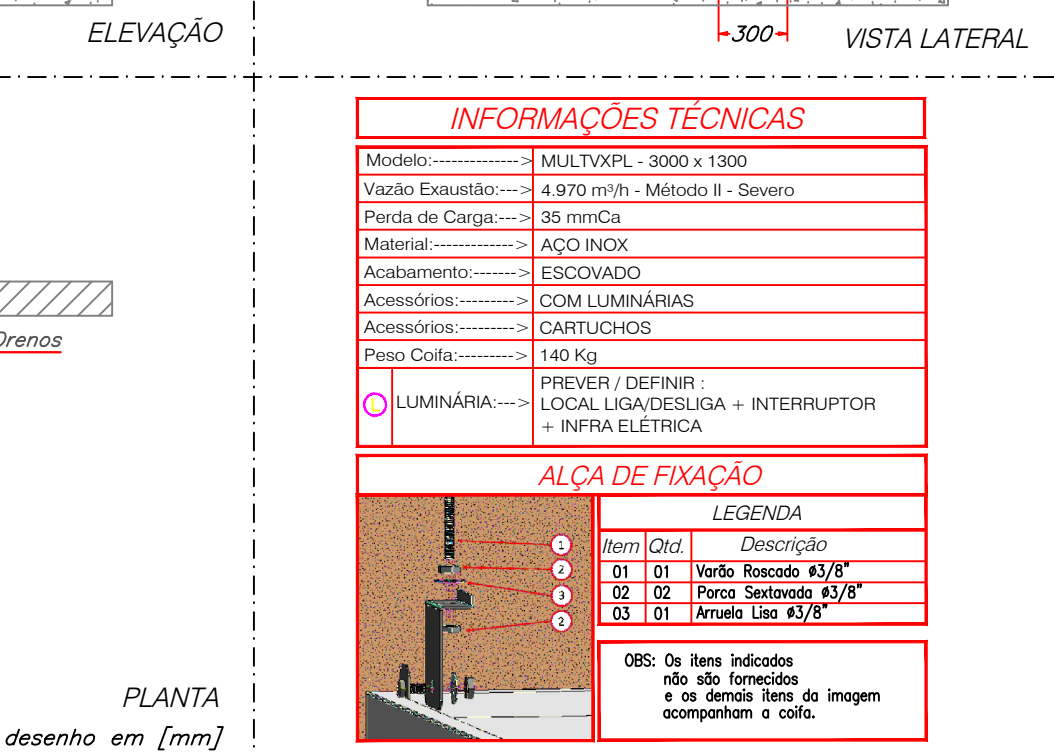 ELEVAÇÃO
300
VISTA LATERAL
INFORMAÇÕES TÉCNICAS
Modelo:--------------> MULTVXPL - 3000 x 1300
Vazão Exaustão:---> 4.970 m³/h - Método II - Severo
Perda de Carga:---> 35 mmCa
Material:-------------> AÇO INOX
Acabamento:-------> ESCOVADO
Acessórios:---------> COM LUMINÁRIAS
Acessórios:---------> CARTUCHOS
Peso Coifa:---------> 140 Kg
L LUMINÁRIA:---> PREVER / DEFINIR :
LOCAL LIGA/DESLIGA + INTERRUPTOR
+ INFRA ELÉTRICA
Drenos
ALÇA DE FIXAÇÃO
1
2
3
2
LEGENDA
Item Qtd. Descrição
01 01 Varão Roscado ø3/8"
02 02 Porca Sextavada ø3/8"
03 01 Arruela Lisa ø3/8"
OBS: Os itens indicados
não são fornecidos
e os demais itens da imagem
acompanham a coifa.
PLANTA
desenho em [mm]